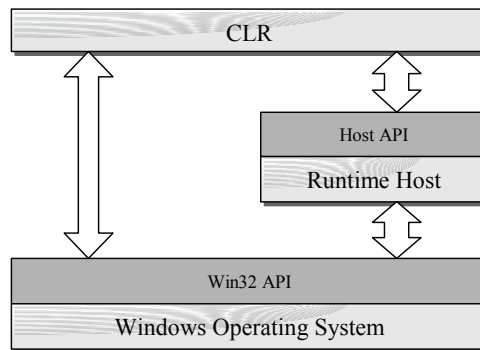 CLR
Host API
Runtime Host
Win32 API
Windows Operating System